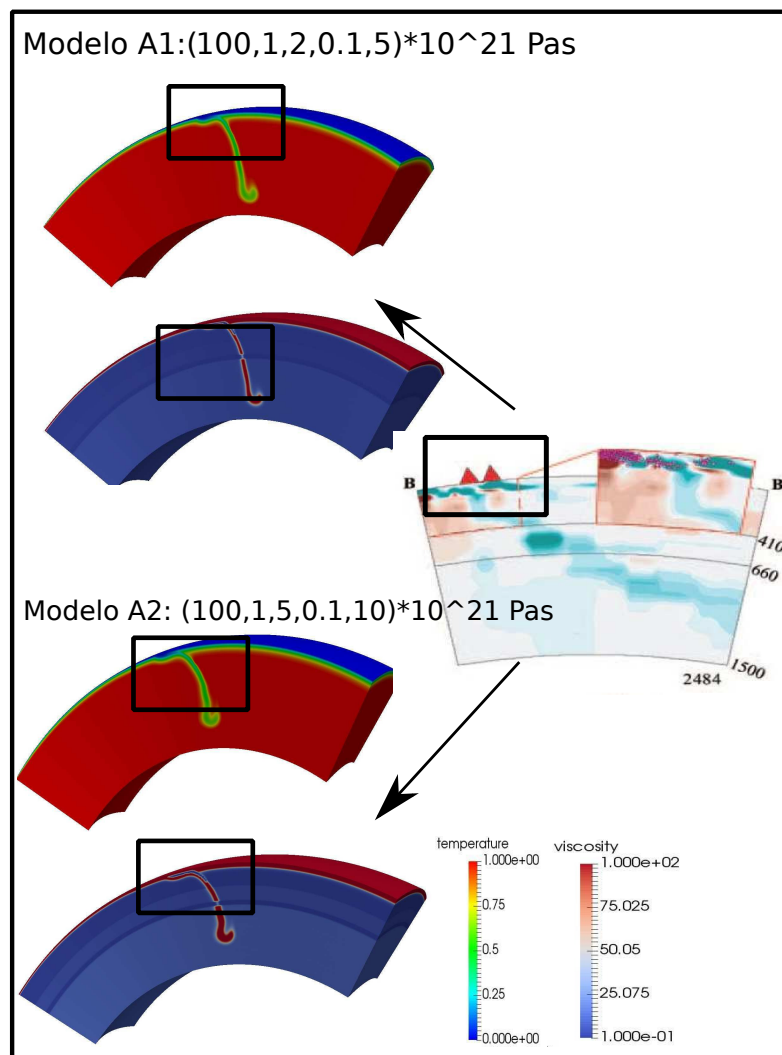 Modelo A1:(100,1,2,0.1,5)*10^21 Pas
B
B
410
660
1500
2484
Modelo A2: (100,1,5,0.1,10)*10^21 Pas
temperature
1.000e+00
0.75
0.5
0.25
0.000e+00
viscosity
1.000e+02
75.025
50.05
25.075
1.000e-01